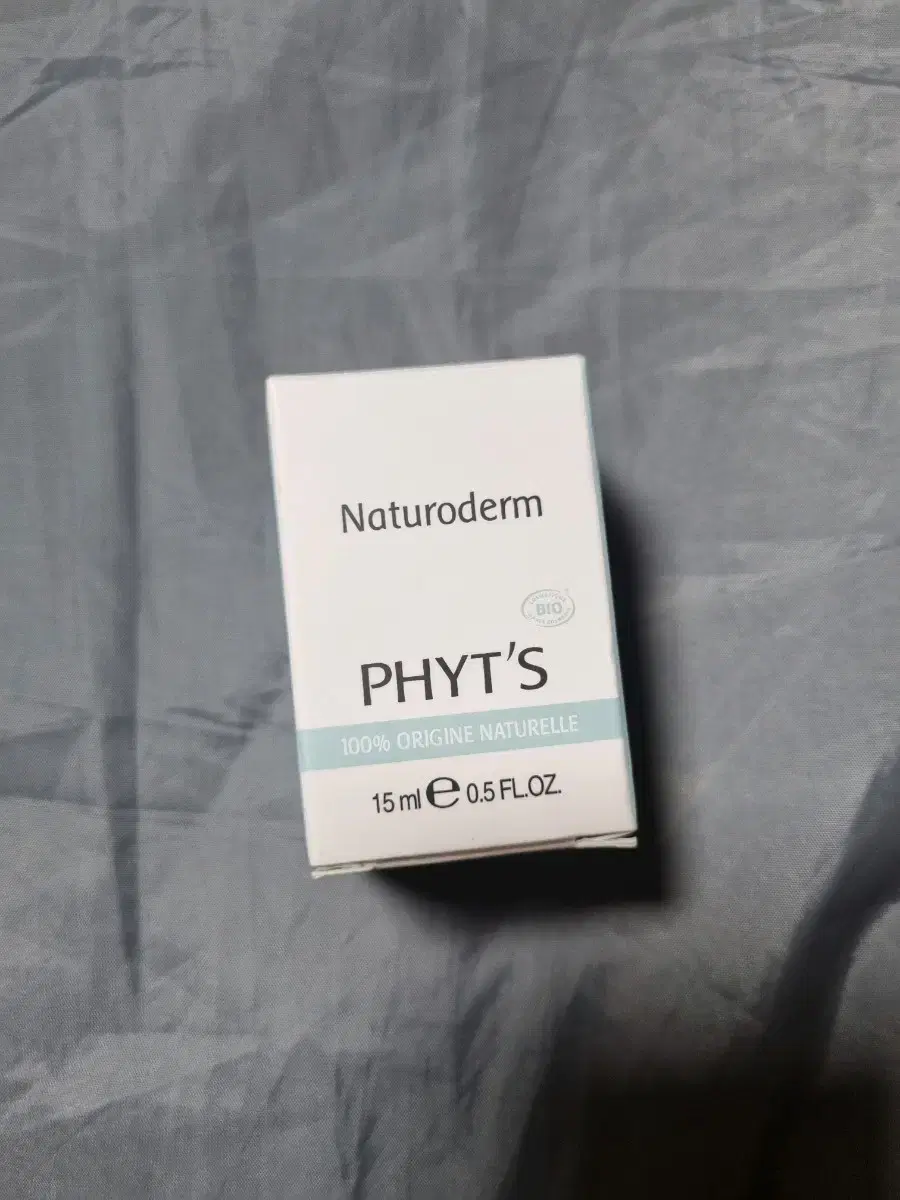 Naturoderm
BIO
PHYT'S
100% ORIGINE NATURELLE
15 ml e 0.5 FL.OZ.